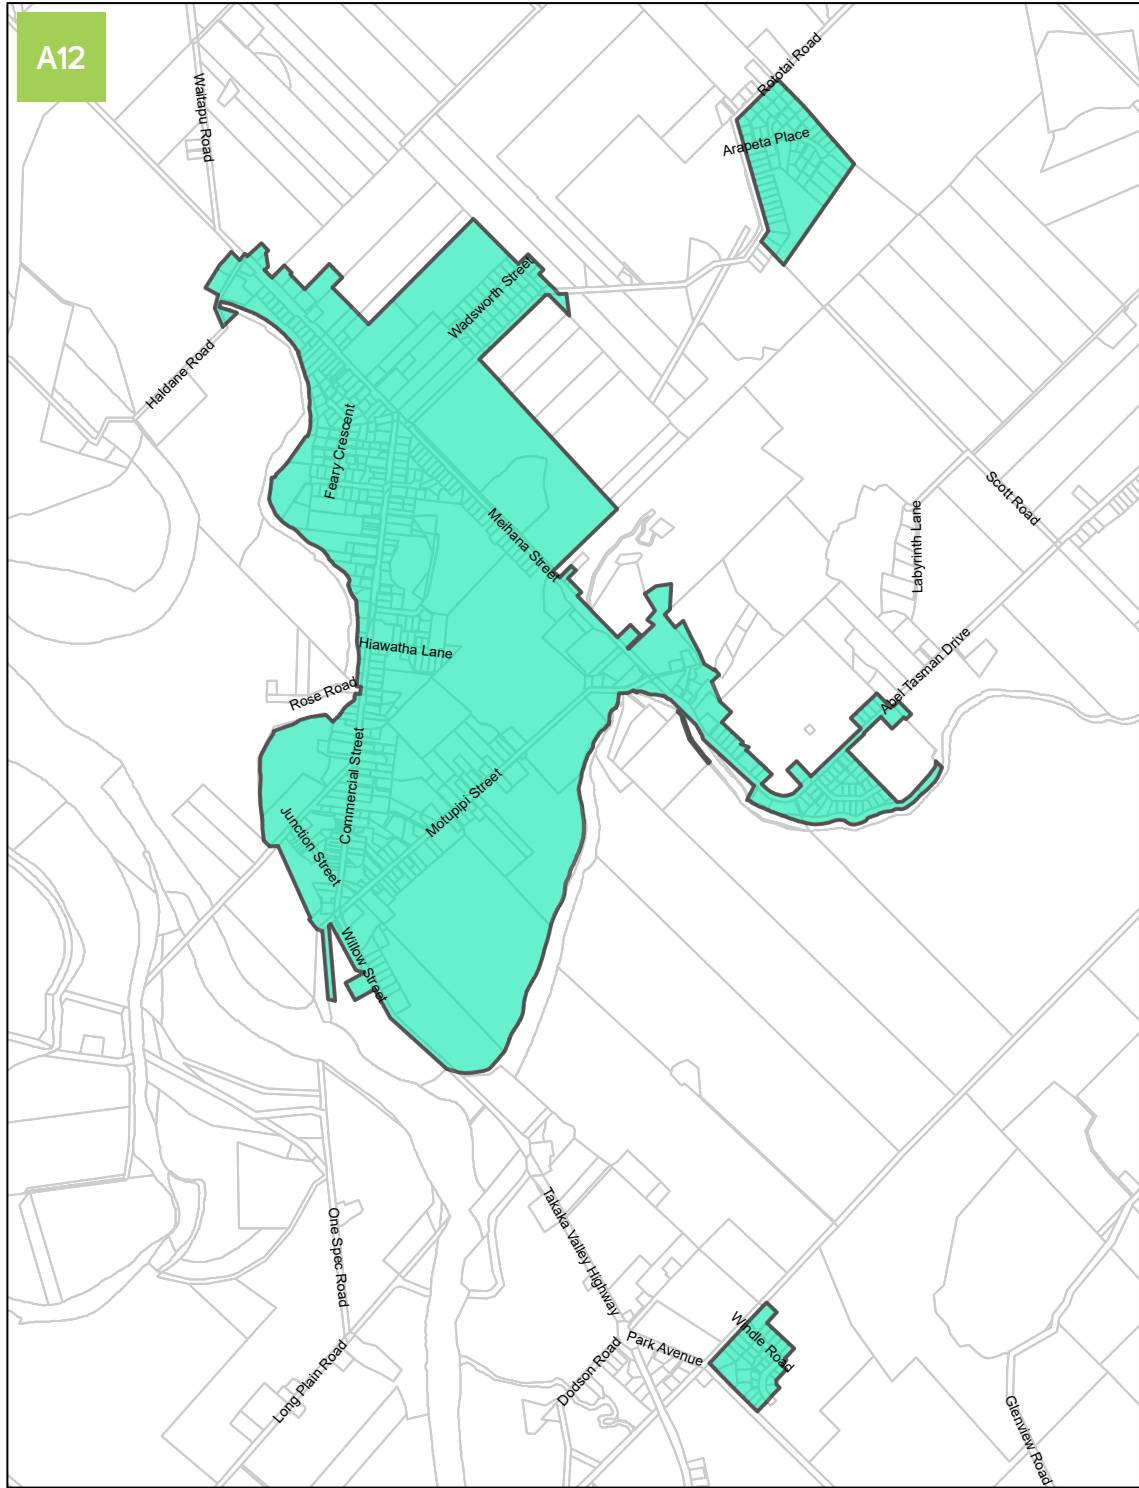 A12
Waitapu Road
Rototai Road
Arapeta Place
Wadsworth Street
Haldane Road
Feary Crescent
Meihana Street
Scott Road
Labyrinth Lane
Hiawatha Lane
Abel Tasman Drive
Rose Road
Commercial Street
Motupipi Street
Junction Street
Willow Street
Takaka Valley Highway
One Spec Road
Windle Road
Park Avenue
Dodson Road
Long Plain Road
Glenview Road